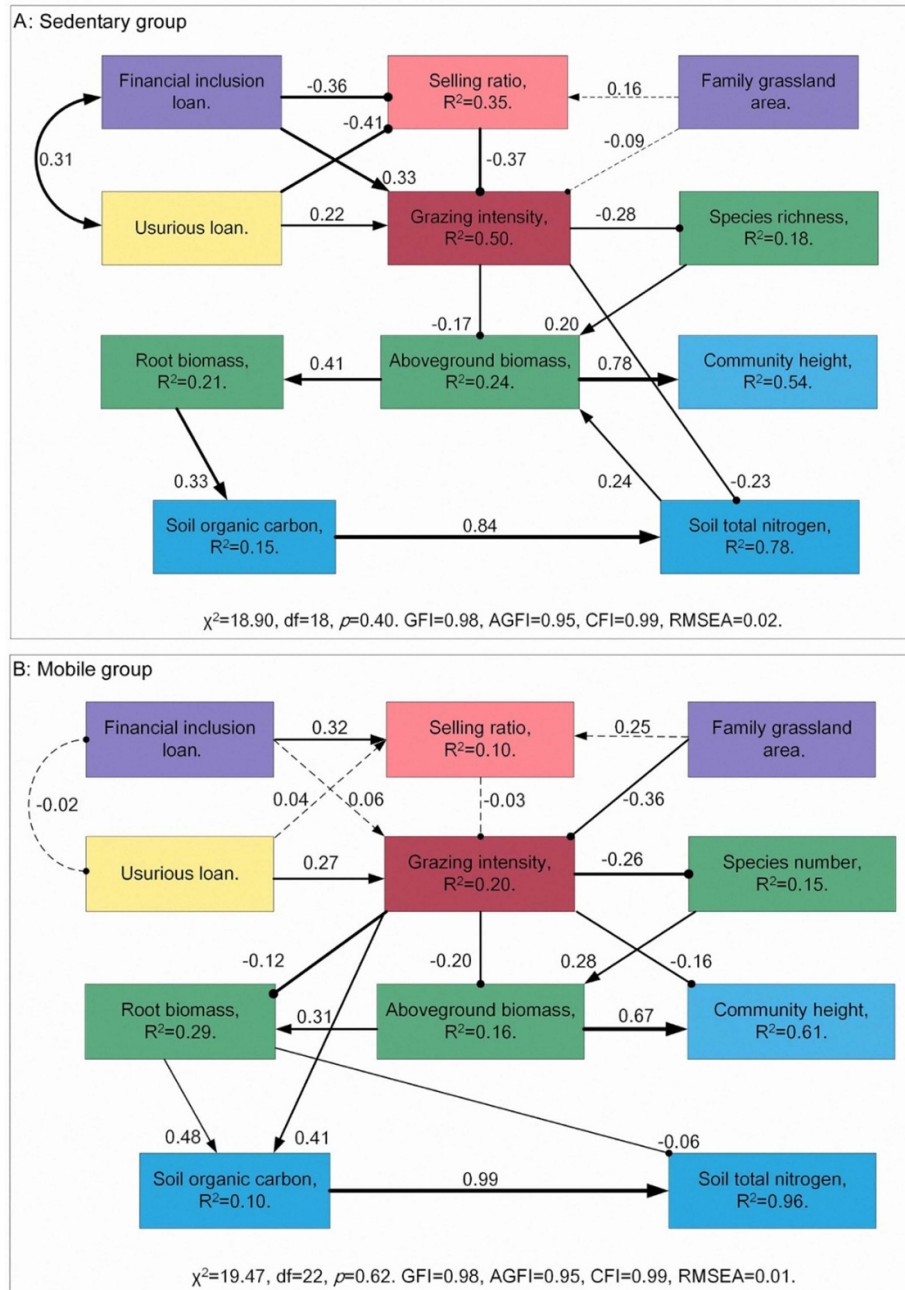 A: Sedentary group
Financial inclusion
loan.
-0.36
Selling ratio,
R²=0.35.
0.16
Family grassland
area.
-0.41
-0.09
0.31
-0.37
0.33
Usurious loan.
0.22
Grazing intensity,
R²=0.50.
-0.28
Species richness,
R²=0.18.
-0.17
0.20
Root biomass,
R²=0.21.
0.41
Aboveground biomass,
R²=0.24.
0.78
Community height,
R²=0.54.
0.33
0.24
-0.23
Soil organic carbon,
R²=0.15.
0.84
Soil total nitrogen,
R²=0.78.
χ²=18.90, df=18, p=0.40. GFI=0.98, AGFI=0.95, CFI=0.99, RMSEA=0.02.
B: Mobile group
Financial inclusion
loan.
0.32
Selling ratio,
R²=0.10.
0.25
Family grassland
area.
-0.02
0.04
0.06
-0.03
-0.36
Usurious loan.
0.27
Grazing intensity,
R²=0.20.
-0.26
Species number,
R²=0.15.
-0.12
-0.20
0.28
-0.16
Root biomass,
R²=0.29.
0.31
Aboveground biomass,
R²=0.16.
0.67
Community height,
R²=0.61.
0.48
0.41
-0.06
Soil organic carbon,
R²=0.10.
0.99
Soil total nitrogen,
R²=0.96.
χ²=19.47, df=22, p=0.62. GFI=0.98, AGFI=0.95, CFI=0.99, RMSEA=0.01.